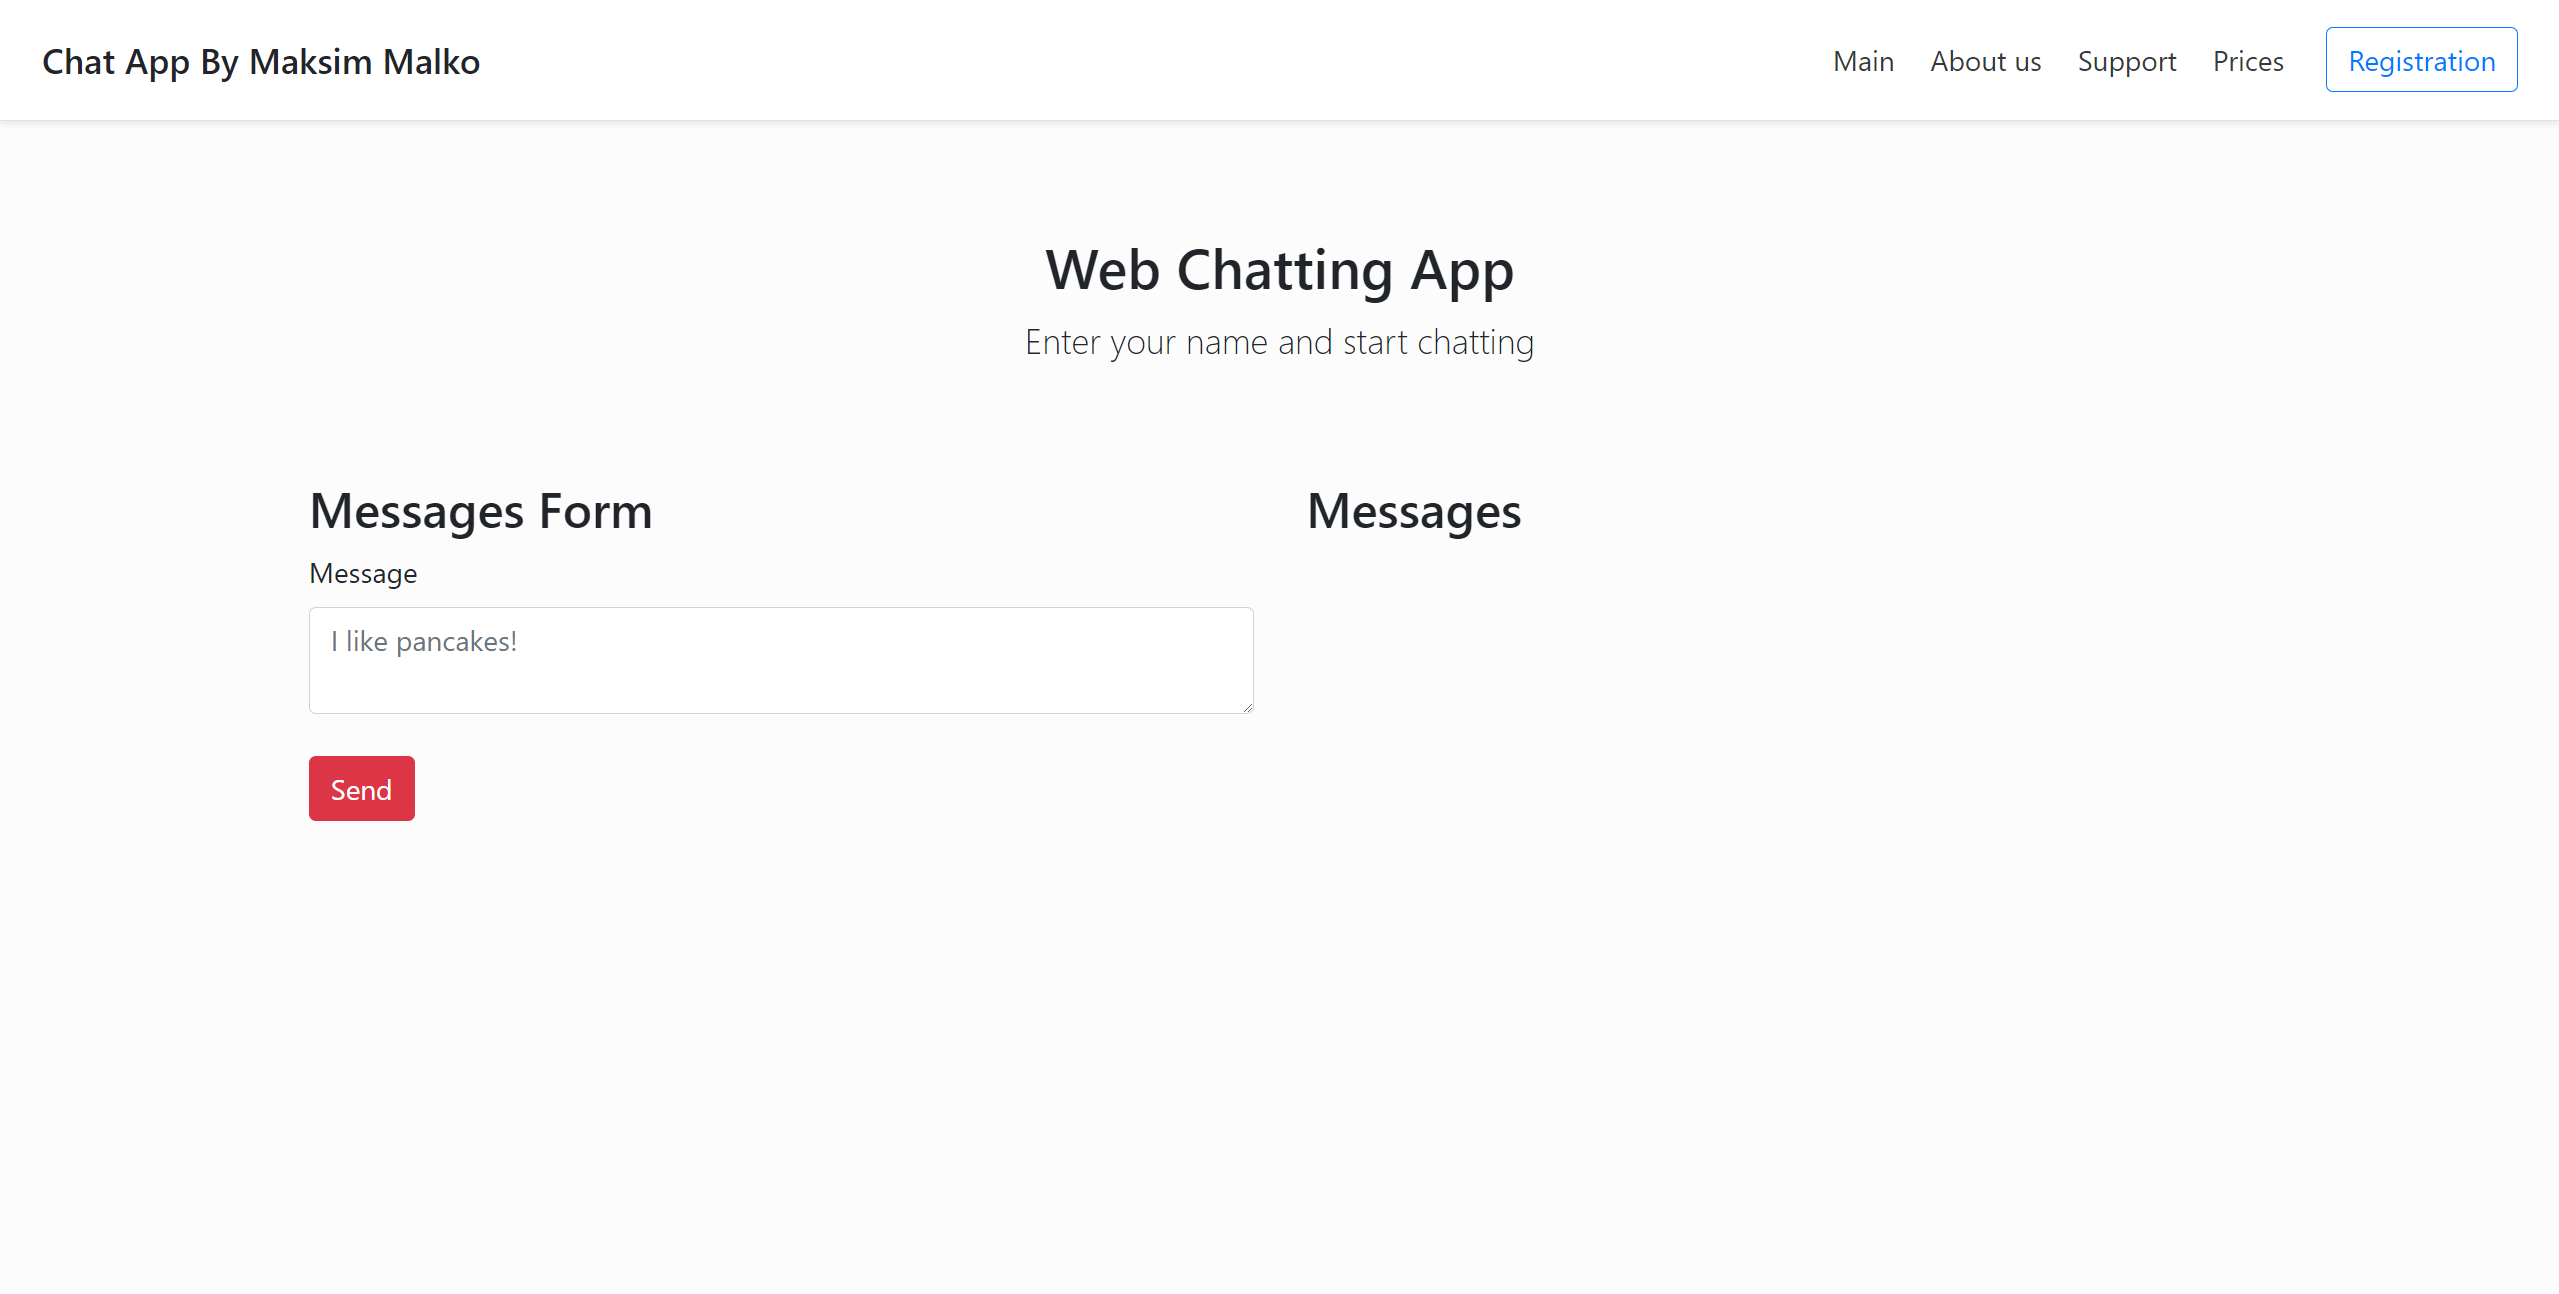 Chat App By Maksim Malko
Main About us Support Prices Registration
Web Chatting App
Enter your name and start chatting
Messages Form
Message
I like pancakes!
Send
Messages